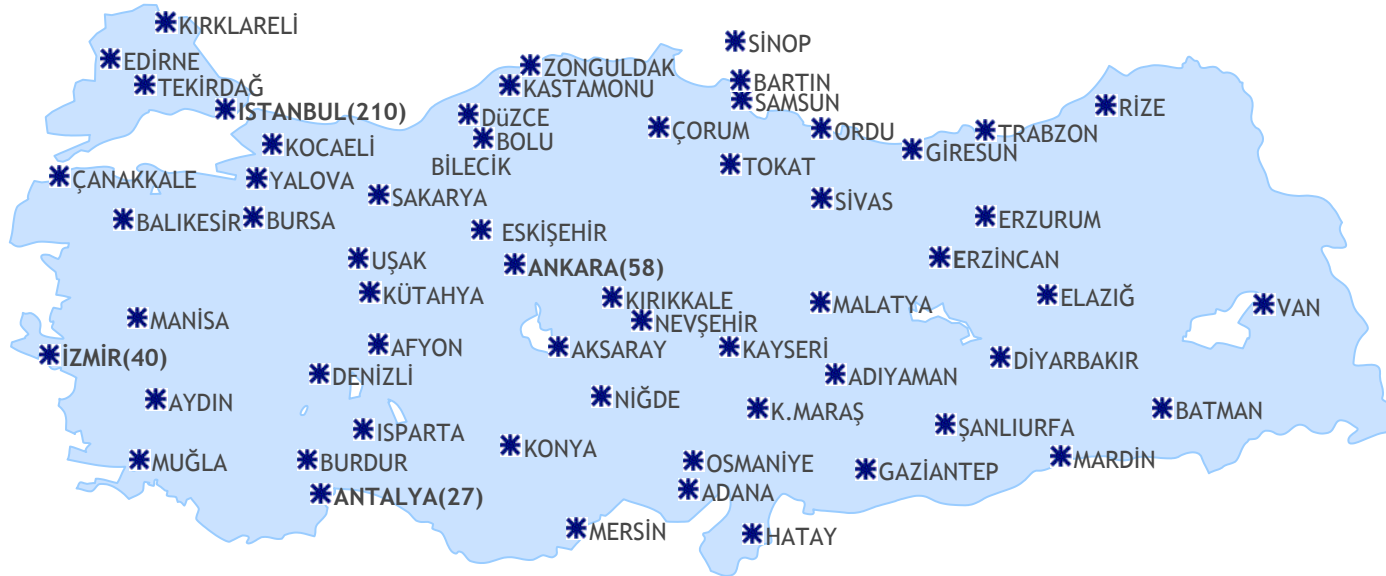 KIRKLARELİ
SİNOP
EDİRNE
ZONGULDAK
TEKİRDAĞ
KASTAMONU
BARTIN
SAMSUN
RİZE
ISTANBUL(210)
DüZCE
ÇORUM
ORDU
TRABZON
KOCAELİ
BOLU
GİRESUN
BİLECİK
TOKAT
ÇANAKKALE
YALOVA
SAKARYA
SİVAS
BALIKESİR
BURSA
ESKİŞEHİR
ERZURUM
UŞAK
ANKARA(58)
ERZİNCAN
KÜTAHYA
KIRIKKALE
MALATYA
ELAZIĞ
VAN
MANİSA
NEVŞEHİR
İZMİR(40)
AFYON
AKSARAY
KAYSERİ
DİYARBAKIR
DENİZLİ
ADIYAMAN
AYDIN
NİĞDE
K.MARAŞ
BATMAN
ISPARTA
ŞANLIURFA
KONYA
MUĞLA
BURDUR
OSMANİYE
GAZİANTEP
MARDİN
ANTALYA(27)
ADANA
MERSİN
HATAY